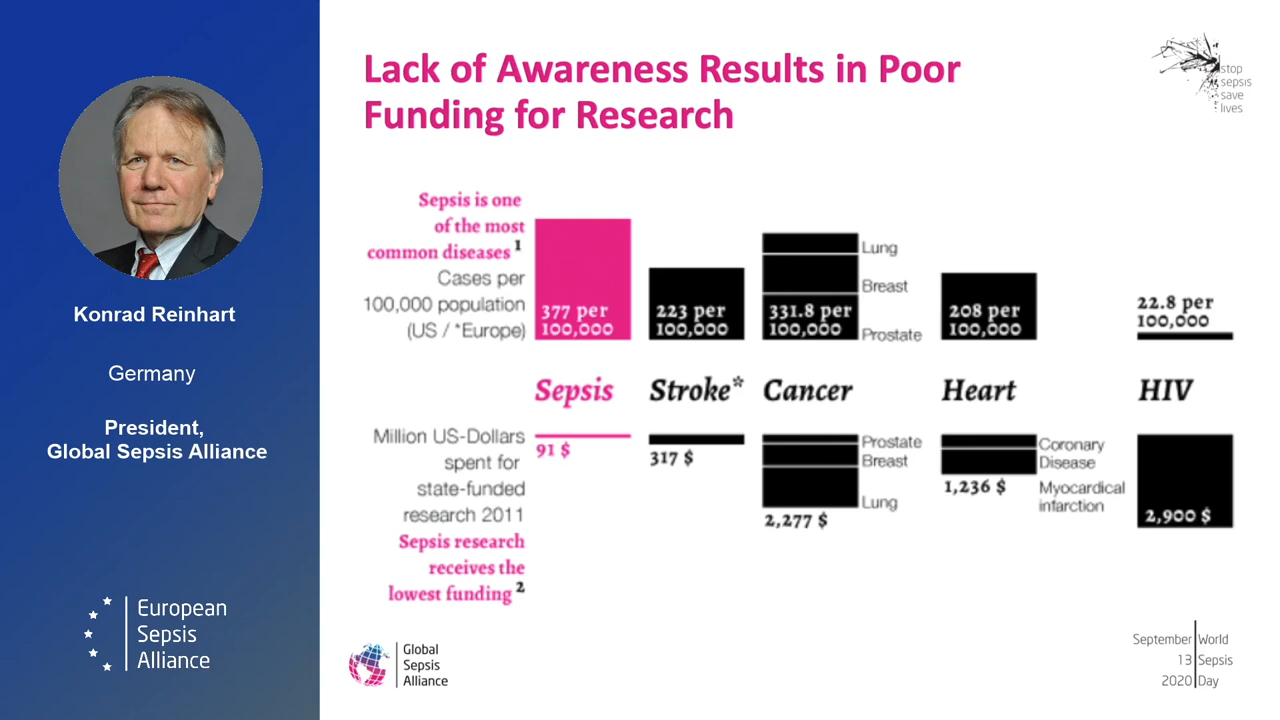 Lack of Awareness Results in Poor
Funding for Research
stop
sepsis
save
lives
Konrad Reinhart
Germany
President,
Global Sepsis Alliance
European
Sepsis
Alliance
Sepsis is one
of the most
common diseases 1
Cases per
100,000 population
(US / *Europe)
377 per
100,000
223 per
100,000
331.8 per
100,000
Lung
Breast
Prostate
208 per
100,000
22.8 per
100,000
Sepsis
Stroke*
Cancer
Heart
HIV
Million US-Dollars
spent for
state-funded
research 2011
Sepsis research
receives the
lowest funding 2
91 $
317 $
Prostate
Breast
Lung
2,277 $
Coronary
Disease
Myocardical
infarction
1,236 $
2,900 $
Global
Sepsis
Alliance
September World
13 Sepsis
2020 Day